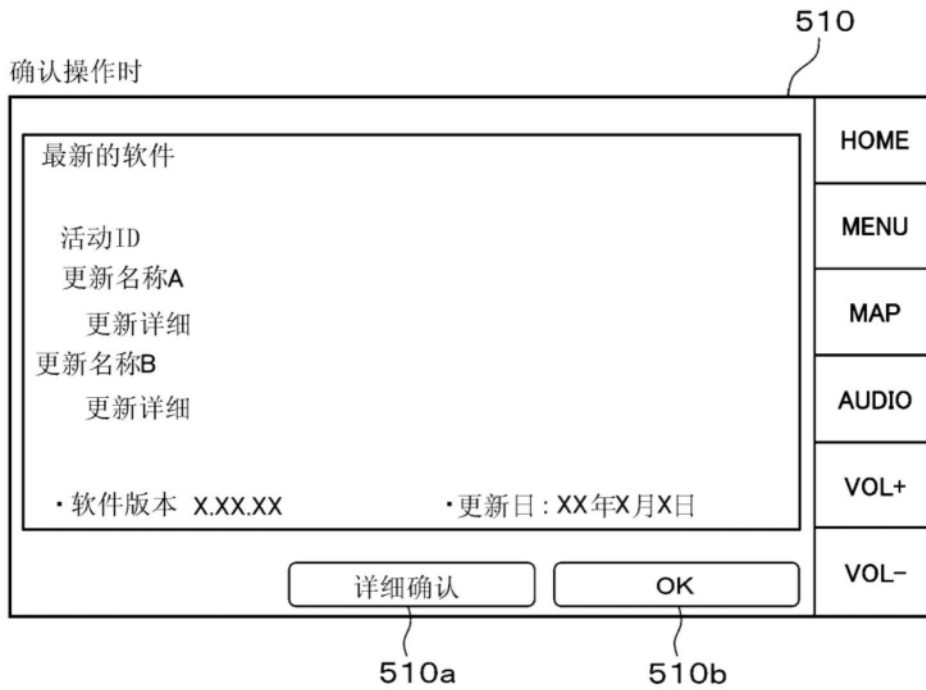 510
确认操作时
最新的软件
活动ID
更新名称A
更新详细
更新名称B
更新详细
·软件版本 X.XX.XX ·更新日：XX年X月X日
详细确认 OK
HOME
MENU
MAP
AUDIO
VOL+
VOL-
510a 510b